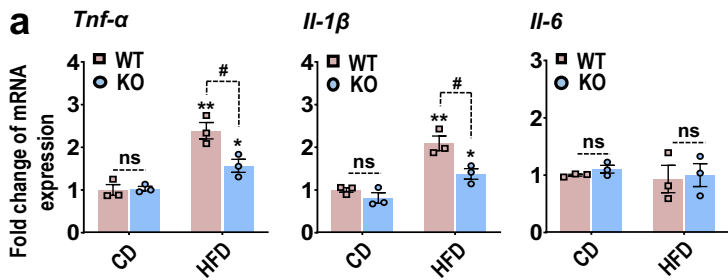 a
Tnf-α
Il-1β
Il-6
Fold change of mRNA
expression
4
3
2
1
0
WT
KO
ns
**
#
*
CD
HFD
4
3
2
1
0
WT
KO
ns
**
#
*
CD
HFD
3
2
1
0
WT
KO
ns
ns
CD
HFD